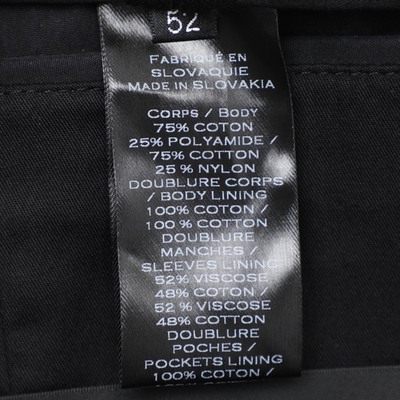 52
FABRIQUÉ EN
SLOVAQUIE
MADE IN SLOVAKIA
CORPS / BODY
75% COTON
25% POLYAMIDE /
75% COTTON
25 % NYLON
DOUBLURE CORPS
/ BODY LINING
100% COTON /
100 % COTTON
DOUBLURE
MANCHES /
SLEEVES LINING
52% VISCOSE
48% COTON /
52 % VISCOSE
48% COTTON
DOUBLURE
POCHES /
POCKETS LINING
100% COTON /
100% COTTON